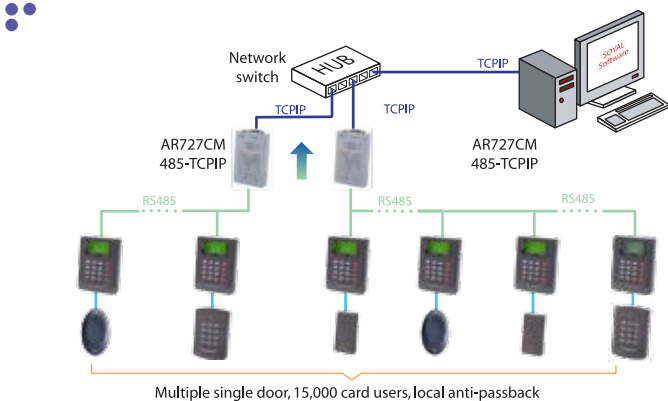 Network
switch
HUB
TCPIP
SOYAL
Software
TCPIP
TCPIP
AR727CM
485-TCPIP
AR727CM
485-TCPIP
RS485
RS485
RS485
Multiple single door, 15,000 card users, local anti-passback